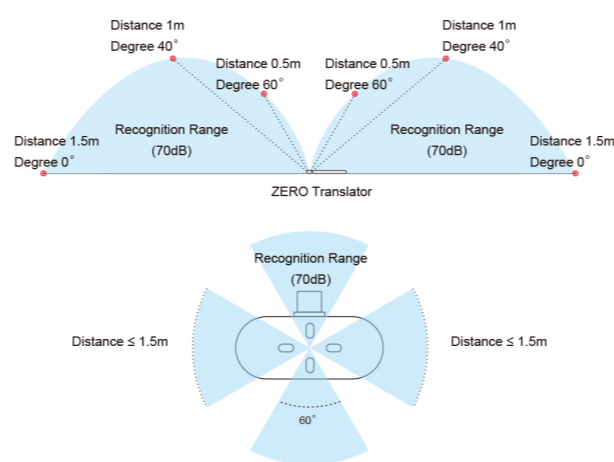 Distance 1m
Degree 40°
Distance 1m
Degree 40°
Distance 0.5m
Degree 60°
Distance 0.5m
Degree 60°
Recognition Range
(70dB)
Recognition Range
(70dB)
Distance 1.5m
Degree 0°
Distance 1.5m
Degree 0°
ZERO Translator
Recognition Range
(70dB)
Distance ≤ 1.5m
Distance ≤ 1.5m
60°